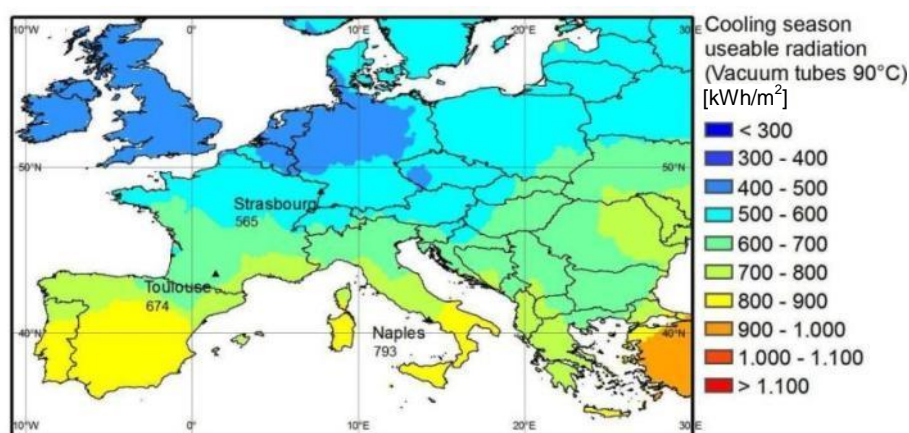 10°W
0°
10°E
20°E
30°E
50°N
50°N
Strasbourg
565
Toulouse
674
Naples
793
40°N
40°N
10°W
0°
10°E
20°E
30°E
Cooling season
useable radiation
(Vacuum tubes 90°C)
[kWh/m²]
< 300
300 - 400
400 - 500
500 - 600
600 - 700
700 - 800
800 - 900
900 - 1.000
1.000 - 1.100
> 1.100